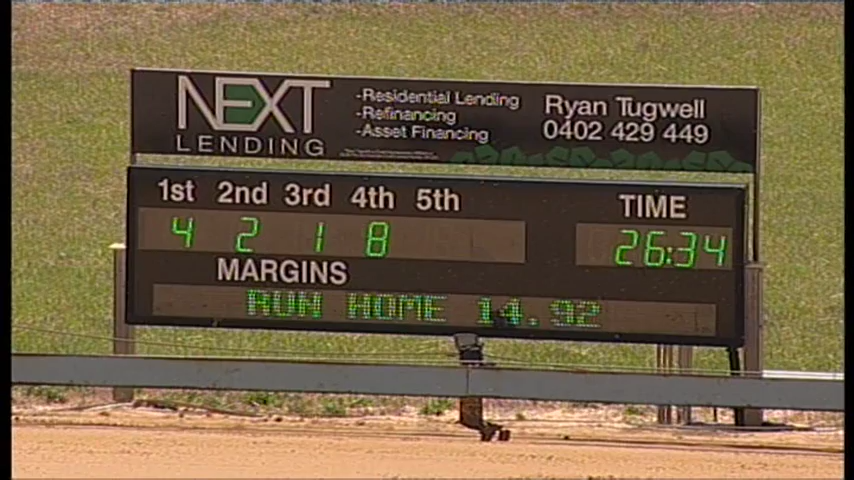 NEXT
LENDING
-Residential Lending
-Refinancing
-Asset Financing
Ryan Tugwell
0402 429 449
1st 2nd 3rd 4th 5th
TIME
4 2 1 8
26:34
MARGINS
RUN HOME 14.92